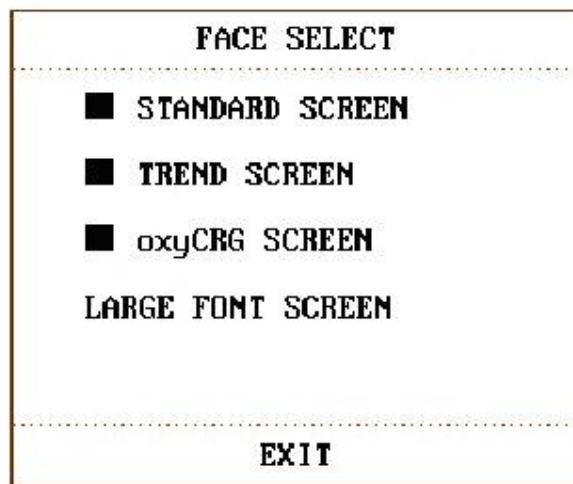 FACE SELECT
■ STANDARD SCREEN
■ TREND SCREEN
■ oxyCRG SCREEN
LARGE FONT SCREEN
EXIT